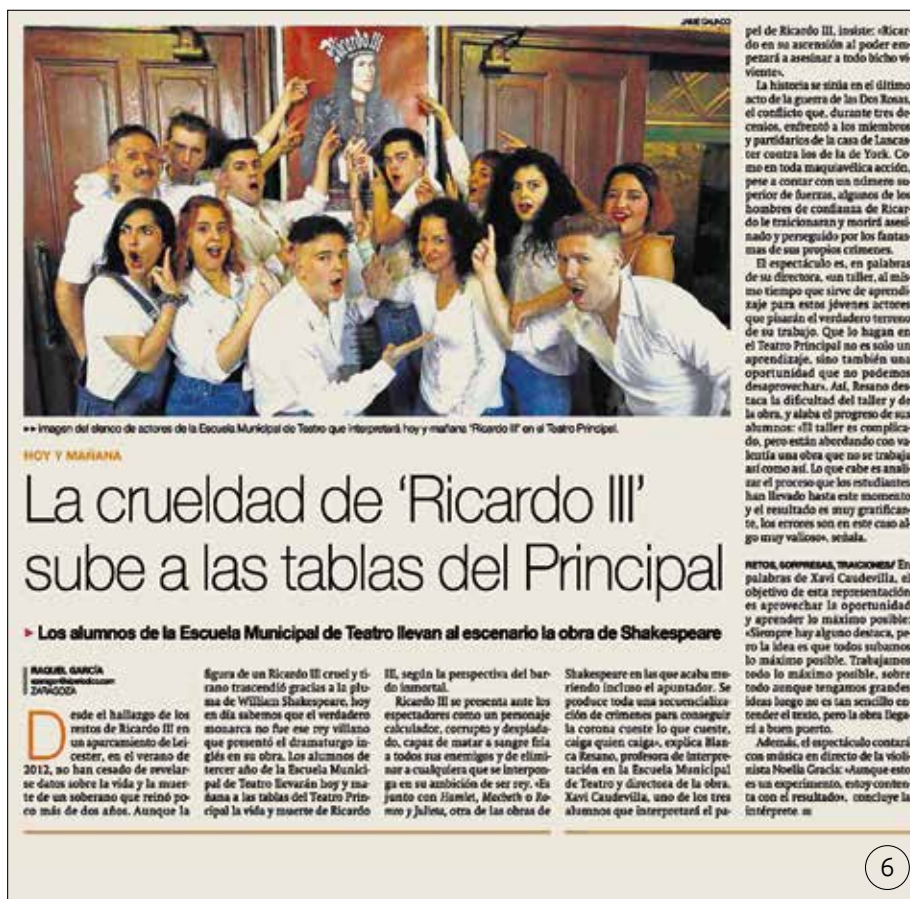 JAIME GALINDO
Ricardo III
▸▸ Imagen del elenco de actores de la Escuela Municipal de Teatro que interpretará hoy y mañana 'Ricardo III' en el Teatro Principal.
HOY Y MAÑANA
La crueldad de ‘Ricardo III’
sube a las tablas del Principal
▸ Los alumnos de la Escuela Municipal de Teatro llevan al escenario la obra de Shakespeare
RAQUEL GARCÍA
ZARAGOZA
Desde el hallazgo de los
restos de Ricardo III en
un aparcamiento de Lei-
cester, en el verano de
2012, no han cesado de revelar-
se datos sobre la vida y la muer-
te de un soberano que reinó po-
co más de dos años. Aunque la
figura de un Ricardo III cruel y ti-
rano trascendió gracias a la plu-
ma de William Shakespeare, hoy
en día sabemos que el verdadero
monarca no fue ese rey villano
que presentó el dramaturgo in-
glés en su obra. Los alumnos de
tercer año de la Escuela Munici-
pal de Teatro llevarán hoy y ma-
ñana a las tablas del Teatro Prin-
cipal la vida y muerte de Ricardo
III, según la perspectiva del bar-
do inmortal.
Ricardo III se presenta ante los
espectadores como un personaje
calculador, corrupto y despiada-
do, capaz de matar a sangre fría
a todos sus enemigos y de elimi-
nar a cualquiera que se interpon-
ga en su ambición de ser rey. «Es
junto con Hamlet, Macbeth o Ro-
meo y Julieta, otra de las obras de
Shakespeare en las que acaba mu-
riendo incluso el apuntador. Se
produce toda una secuencializa-
ción de crímenes para conseguir
la corona cueste lo que cueste,
caiga quien caiga», explica Blan-
ca Resano, profesora de interpre-
tación en la Escuela Municipal
de Teatro y directora de la obra.
Xavi Caudevilla, uno de los tres
alumnos que interpretará el pa-
pel de Ricardo III, insiste: «Ricar-
do en su ascensión al poder em-
pezará a asesinar a todo bicho vi-
viente».
La historia se sitúa en el último
acto de la guerra de las Dos Rosas,
el conflicto que, durante tres de-
cenios, enfrentó a los miembros
y partidarios de la casa de Lancas-
ter contra los de la de York. Co-
mo en toda maquiavélica acción,
pese a contar con un número su-
perior de fuerzas, algunos de los
hombres de confianza de Ricar-
do le traicionaran y morirá asesi-
nado y perseguido por los fantas-
mas de sus propios crímenes.
El espectáculo es, en palabras
de su directora, «un taller, al mis-
mo tiempo que sirve de aprendi-
zaje para estos jóvenes actores
que pisarán el verdadero terreno
de su trabajo. Que lo hagan en
el Teatro Principal no es solo un
aprendizaje, sino también una
oportunidad que no podemos
desaprovechar». Así, Resano des-
taca la dificultad del taller y de
la obra, y alaba el progreso de sus
alumnos: «El taller es complica-
do, pero están abordando con va-
lentía una obra que no se trabaja
así como así. Lo que cabe es anali-
zar el proceso que los estudiantes
han llevado hasta este momento
y el resultado es muy gratifican-
te, los errores son en este caso al-
go muy valioso», señala.
RETOS, SORPRESAS, TRAICIONES/ En
palabras de Xavi Caudevilla, el
objetivo de esta representación
es aprovechar la oportunidad
y aprender lo máximo posible:
«Siempre hay alguno destaca, pe-
ro la idea es que todos subamos
lo máximo posible. Trabajamos
todo lo máximo posible, sobre
todo aunque tengamos grandes
ideas luego no es tan sencillo en-
tender el texto, pero la obra llega-
rá a buen puerto.
Además, el espectáculo contará
con música en directo de la violi-
nista Noelia Gracia: «Aunque esto
es un experimento, estoy conten-
ta con el resultado», concluye la
intérprete.
6